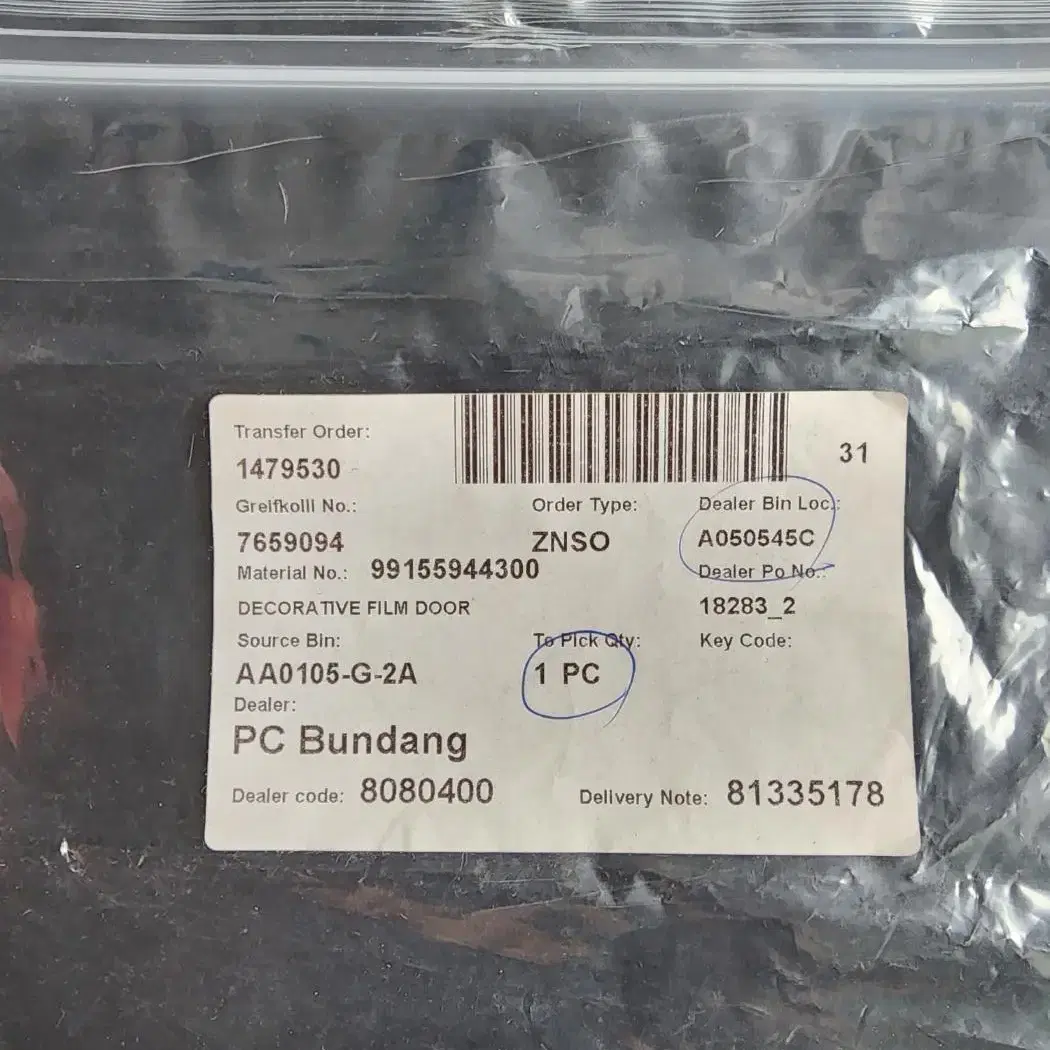 Transfer Order:
31
1479530
Greifkolli No.: Order Type: Dealer Bin Loc.:
7659094 ZNSO A050545C
Material No.: 99155944300 Dealer Po No.:
DECORATIVE FILM DOOR 18283_2
Source Bin: To Pick Qty: Key Code:
AA0105-G-2A 1 PC
Dealer:
PC Bundang
Dealer code: 8080400 Delivery Note: 81335178